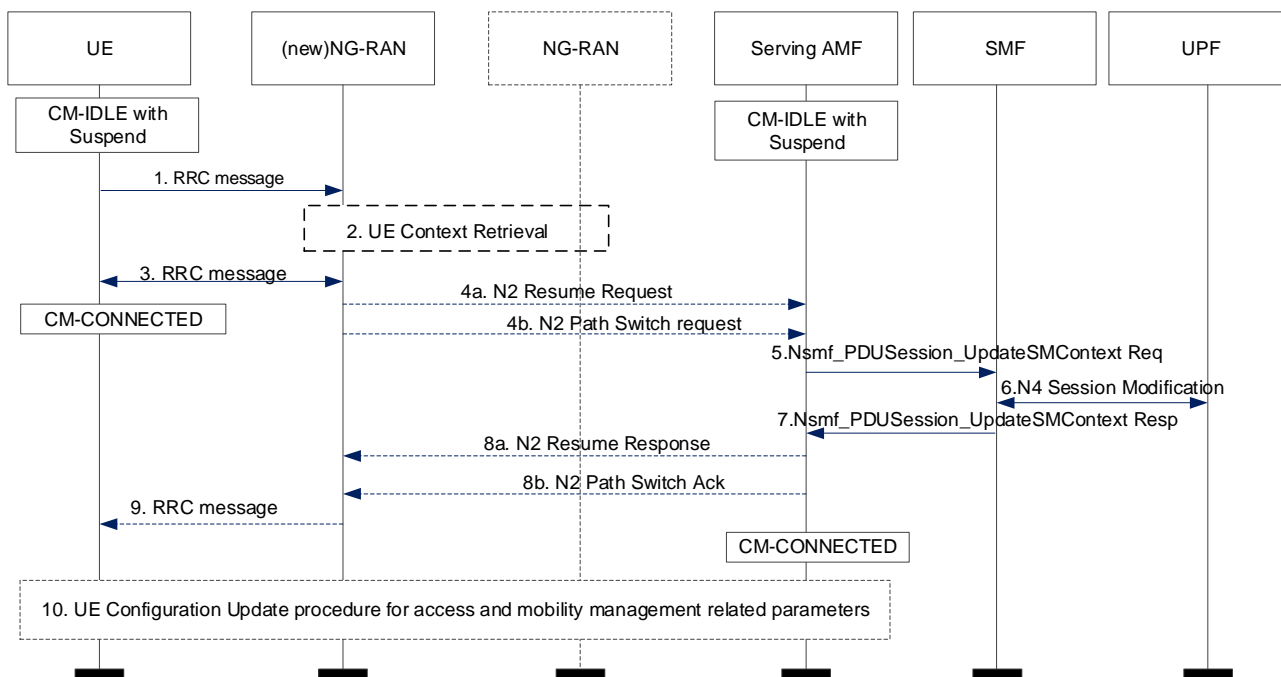 UE
(new)NG-RAN
NG-RAN
Serving AMF
SMF
UPF
CM-IDLE with
Suspend
CM-IDLE with
Suspend
1. RRC message
2. UE Context Retrieval
3. RRC message
4a. N2 Resume Request
CM-CONNECTED
4b. N2 Path Switch request
5.Nsmf_PDUSession_UpdateSMContext Req
6.N4 Session Modification
7.Nsmf_PDUSession_UpdateSMContext Resp
8a. N2 Resume Response
8b. N2 Path Switch Ack
9. RRC message
CM-CONNECTED
10. UE Configuration Update procedure for access and mobility management related parameters